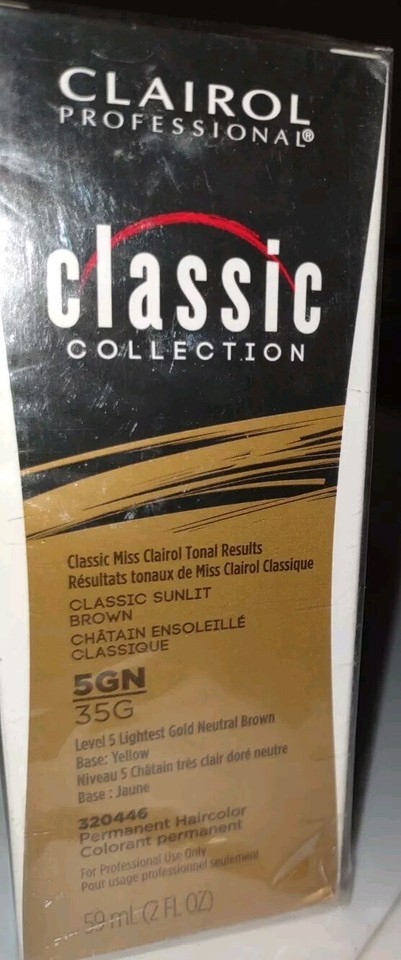 CLAIROL
PROFESSIONAL®
classic
COLLECTION
Classic Miss Clairol Tonal Results
Résultats tonaux de Miss Clairol Classique
CLASSIC SUNLIT
BROWN
CHÂTAIN ENSOLEILLÉ
CLASSIQUE
5GN
35G
Level 5 Lightest Gold Neutral Brown
Base: Yellow
Niveau 5 Châtain très clair doré neutre
Base : Jaune
320446
Permanent Haircolor
Colorant permanent
For Professional Use Only
Pour usage professionnel seulement
59 mL (2 FL OZ)